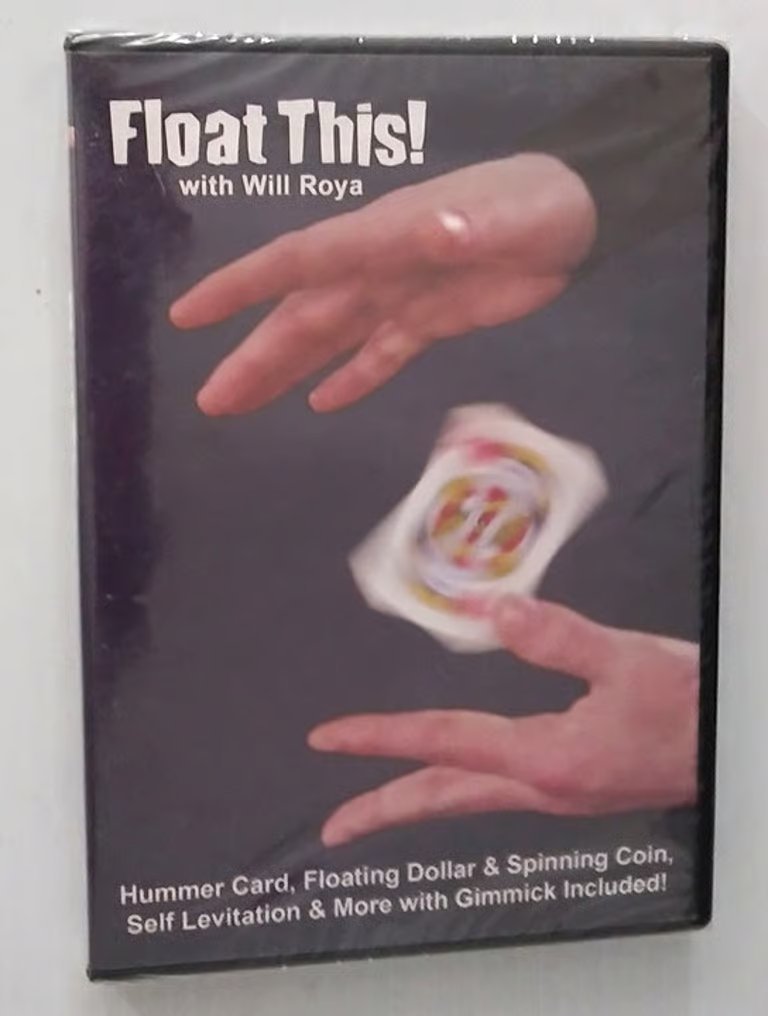 Float This!
with Will Roya
Hummer Card, Floating Dollar & Spinning Coin,
Self Levitation & More with Gimmick Included!